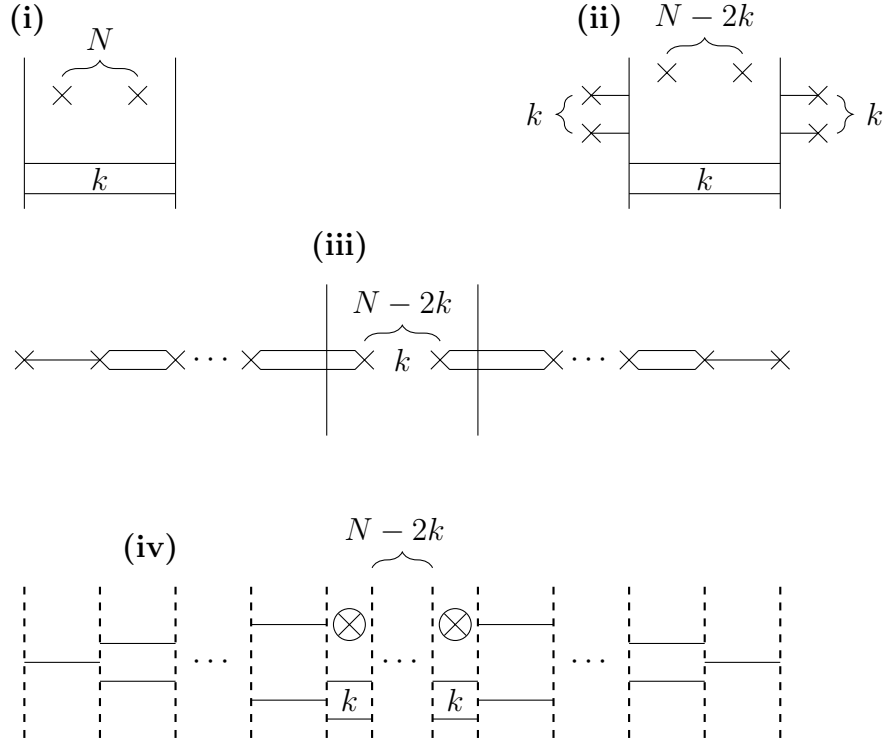 (i)
N
k
(ii)
N − 2k
k
k
k
(iii)
N − 2k
· · ·
k
· · ·
(iv)
N − 2k
· · ·
· · ·
· · ·
k
k